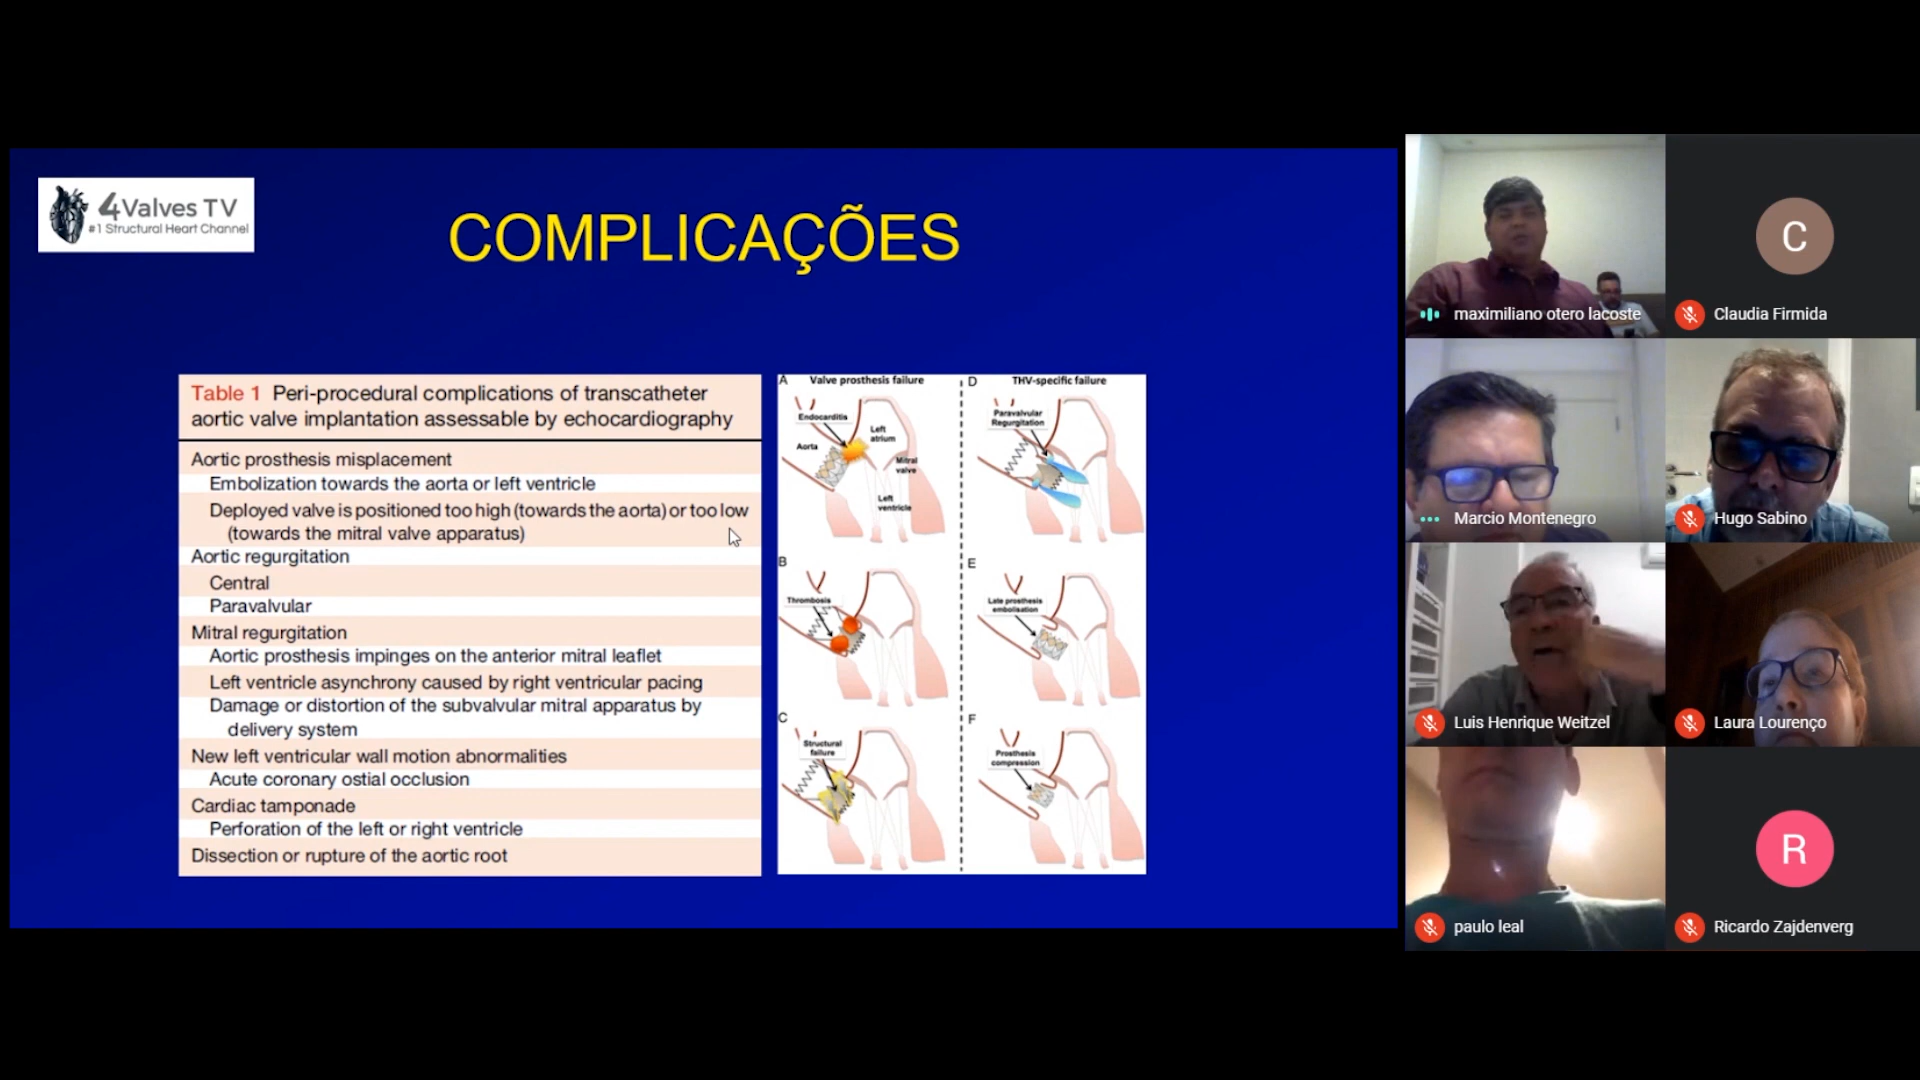 4Valves TV
#1 Structural Heart Channel
COMPLICAÇÕES
Table 1 Peri-procedural complications of transcatheter
aortic valve implantation assessable by echocardiography
Aortic prosthesis misplacement
Embolization towards the aorta or left ventricle
Deployed valve is positioned too high (towards the aorta) or too low
(towards the mitral valve apparatus)
Aortic regurgitation
Central
Paravalvular
Mitral regurgitation
Aortic prosthesis impinges on the anterior mitral leaflet
Left ventricle asynchrony caused by right ventricular pacing
Damage or distortion of the subvalvular mitral apparatus by
delivery system
New left ventricular wall motion abnormalities
Acute coronary ostial occlusion
Cardiac tamponade
Perforation of the left or right ventricle
Dissection or rupture of the aortic root
A
Valve prosthesis failure
Endocarditis
Aorta
Left
atrium
Mitral
valve
Left
ventricle
B
Thrombosis
C
Structural
failure
D
THV-specific failure
Paravalvular
Regurgitation
E
Late prosthesis
embolisation
F
Prosthesis
compression
maximiliano otero lacoste
C
Claudia Firmida
Marcio Montenegro
Hugo Sabino
Luis Henrique Weitzel
Laura Lourenço
paulo leal
R
Ricardo Zajdenverg